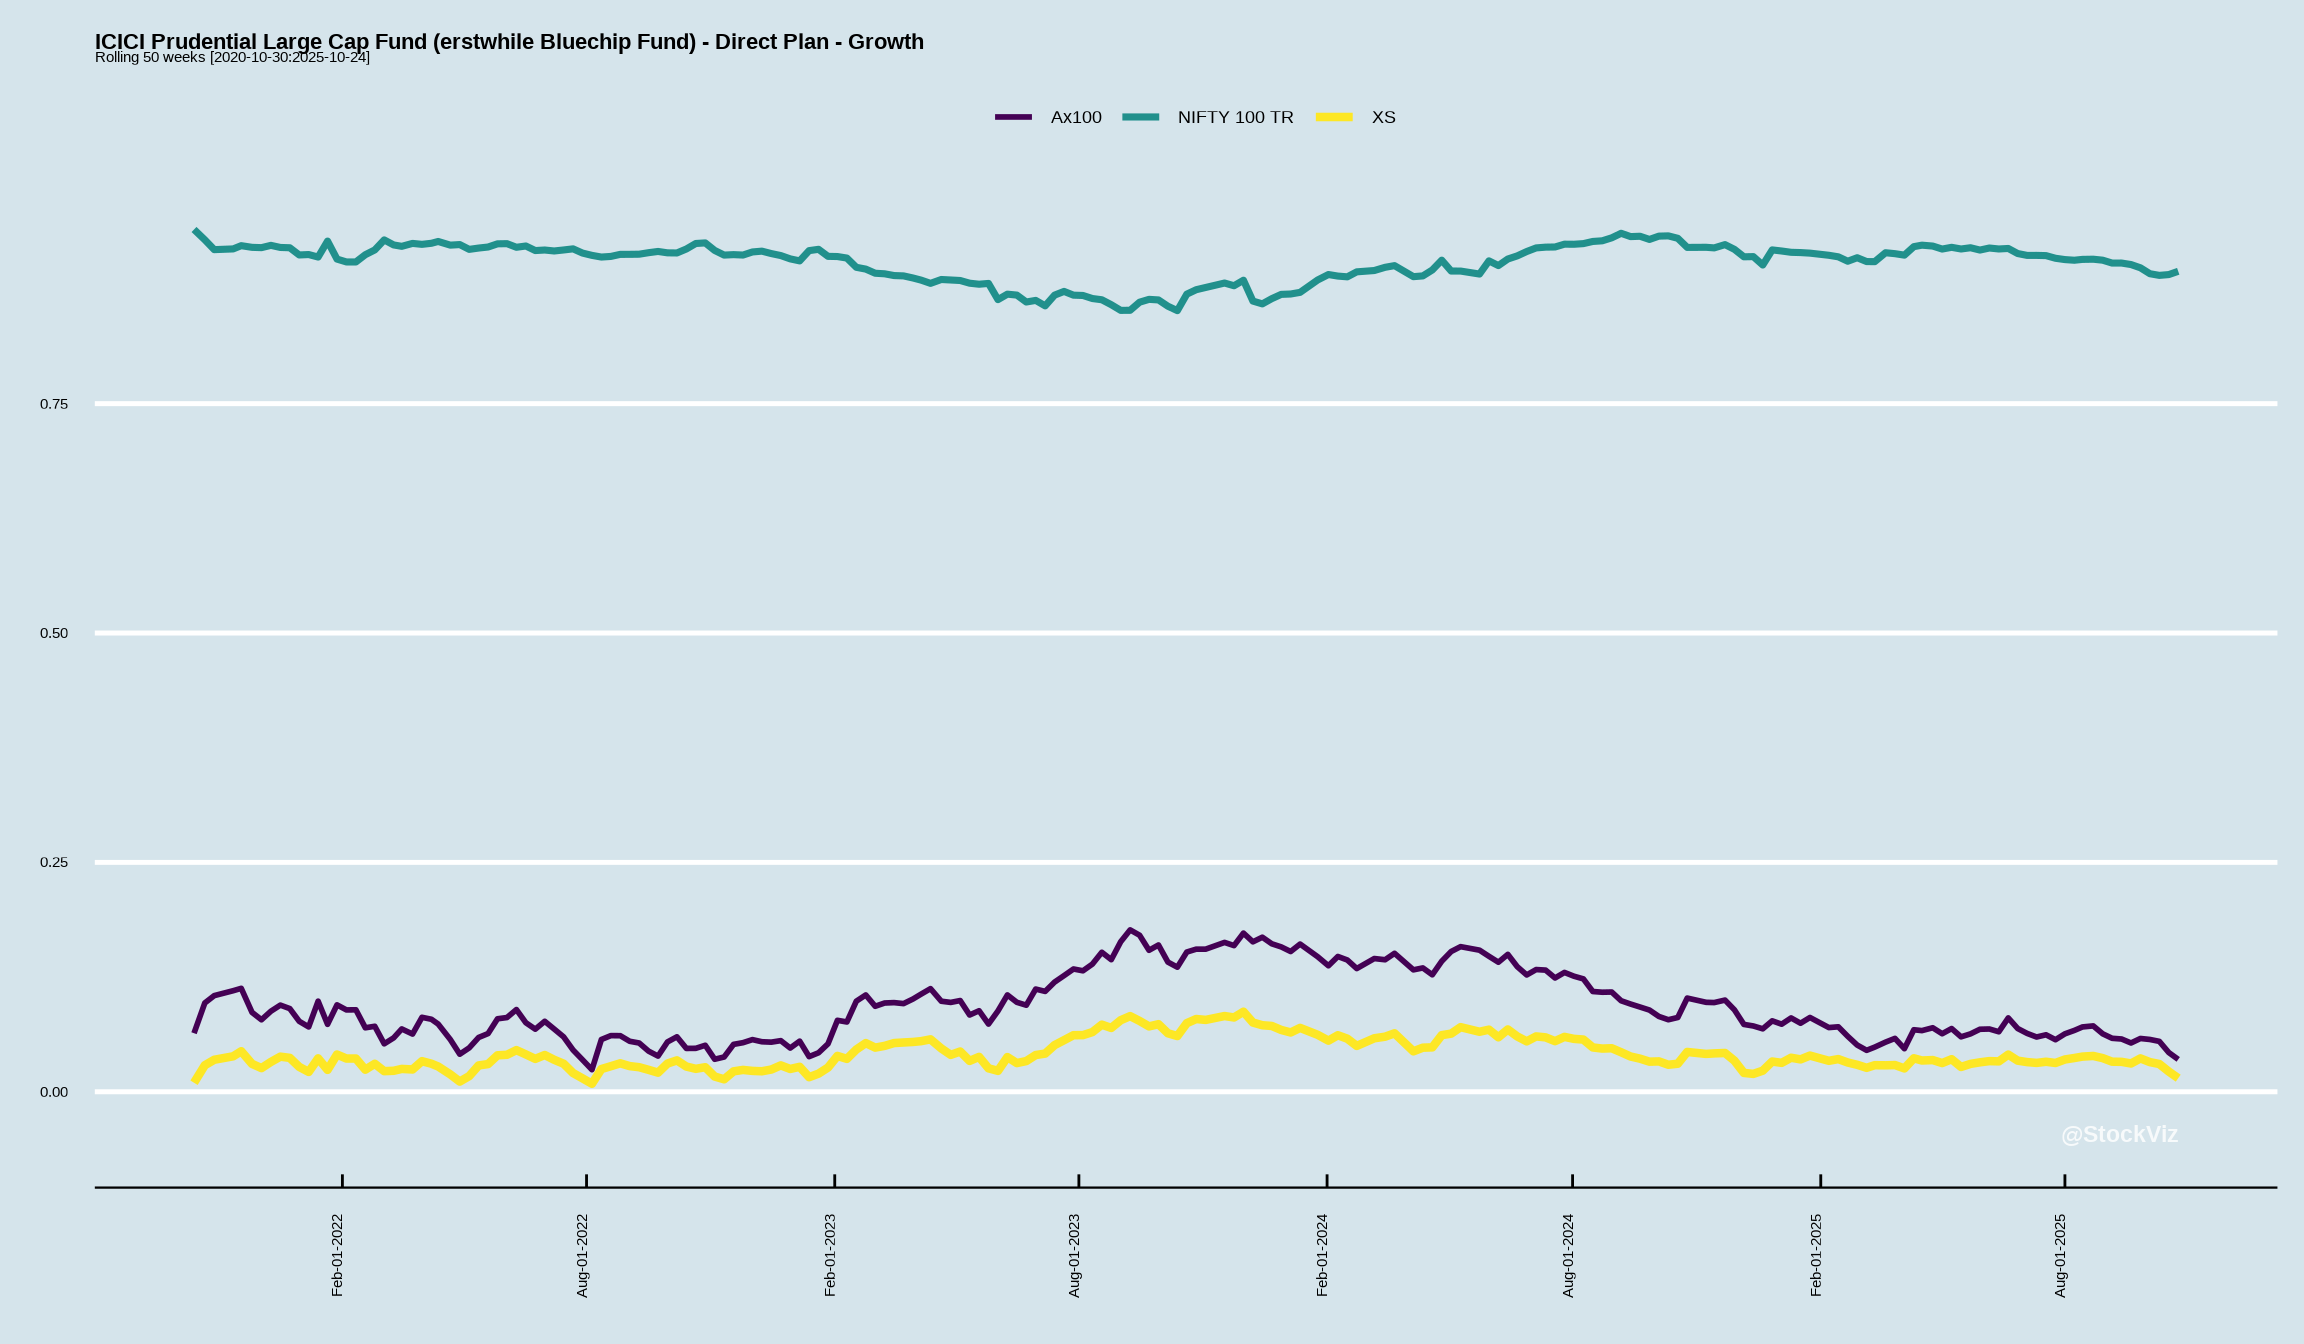 ICICI Prudential Large Cap Fund (erstwhile Bluechip Fund) - Direct Plan - Growth
Rolling 50 weeks [2020-10-30:2025-10-24]
Ax100 NIFTY 100 TR XS
0.75
0.50
0.25
0.00
@StockViz
Feb-01-2022 Aug-01-2022 Feb-01-2023 Aug-01-2023 Feb-01-2024 Aug-01-2024 Feb-01-2025 Aug-01-2025